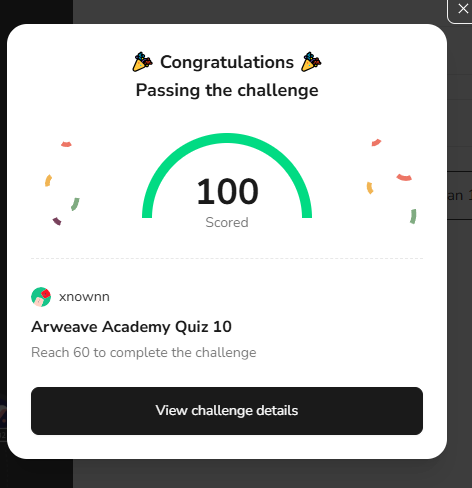 Congratulations
Passing the challenge
100
Scored
xnownn
Arweave Academy Quiz 10
Reach 60 to complete the challenge
View challenge details
an 1